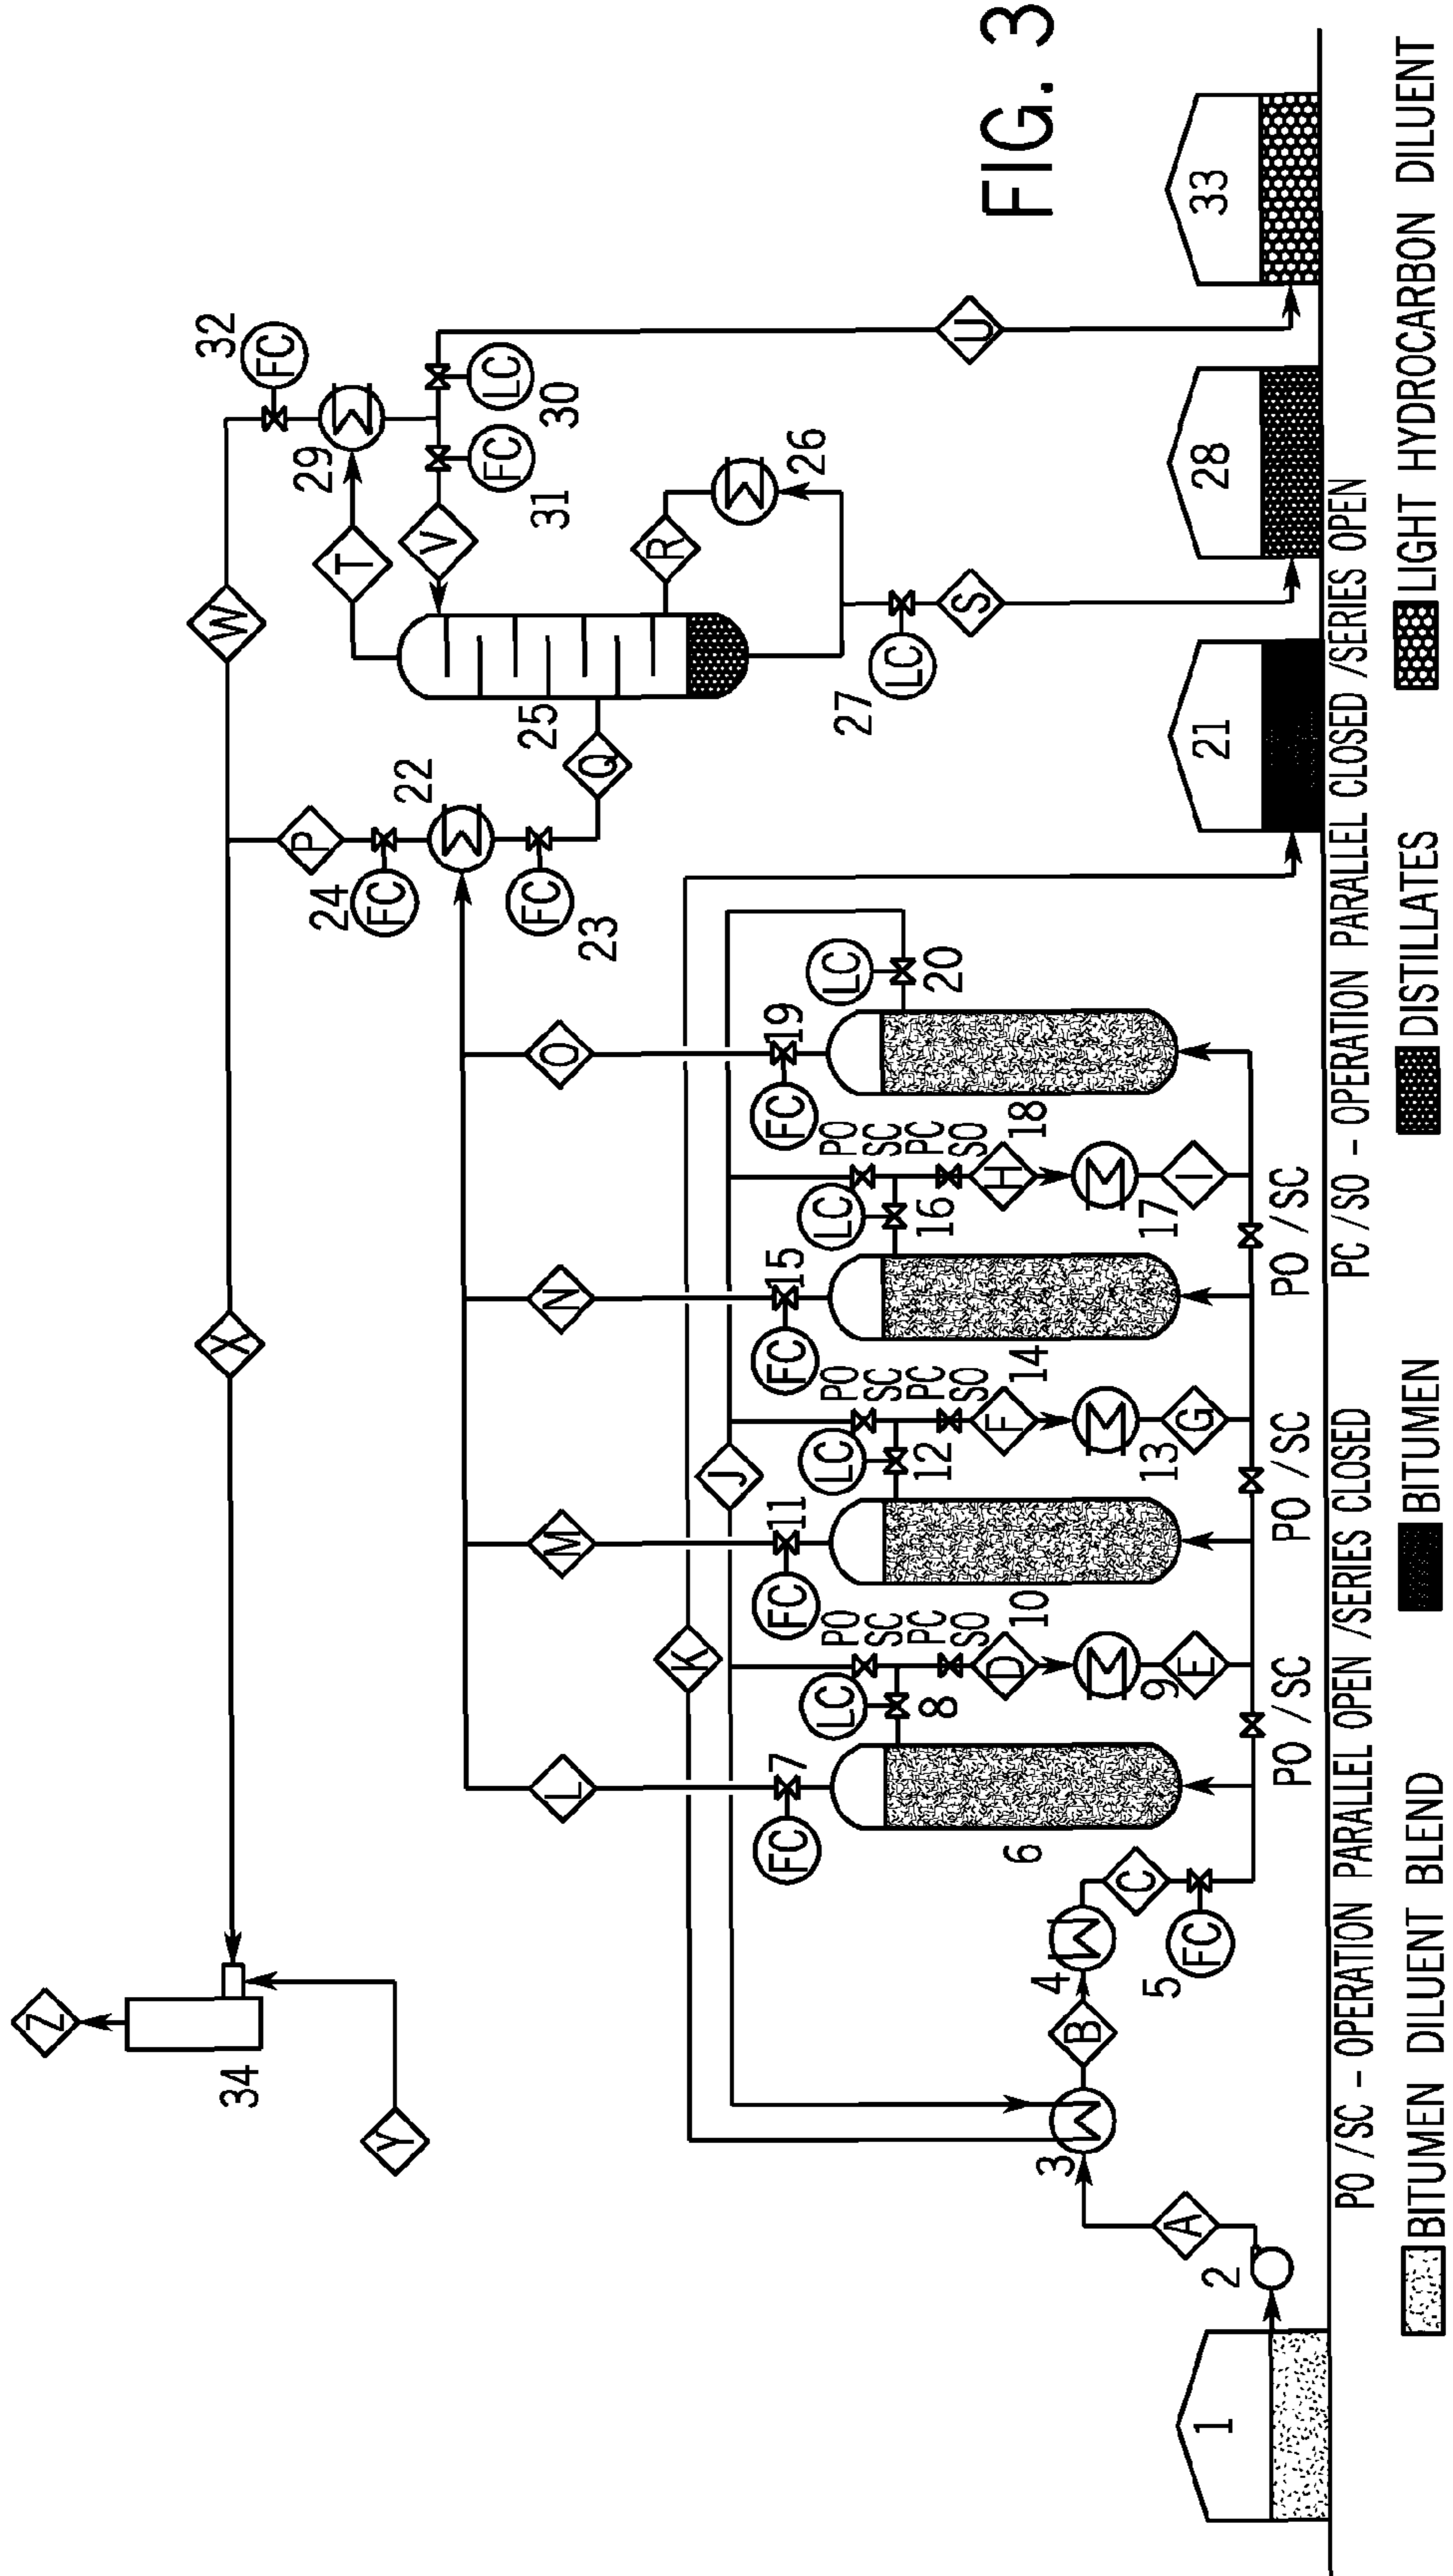 FIG. 3
Z
34
Y
X
W
32
FC
29
T
V
FC
31
LC
30
U
P
24
FC
22
FC
23
Q
25
R
26
LC
27
S
L
M
N
O
K
J
FC
7
FC
11
FC
15
FC
19
LC
8
PO
SC
PC
SO
LC
12
PO
SC
PC
SO
LC
16
PO
SC
PC
SO
LC
20
6
D
10
F
14
H
18
9
E
13
G
17
I
PO / SC
PO / SC
PO / SC
1
2
A
3
B
4
C
5
FC
21
28
33
PO / SC – OPERATION PARALLEL OPEN / SERIES CLOSED
PC / SO – OPERATION PARALLEL CLOSED / SERIES OPEN
BITUMEN DILUENT BLEND
BITUMEN
DISTILLATES
LIGHT HYDROCARBON DILUENT